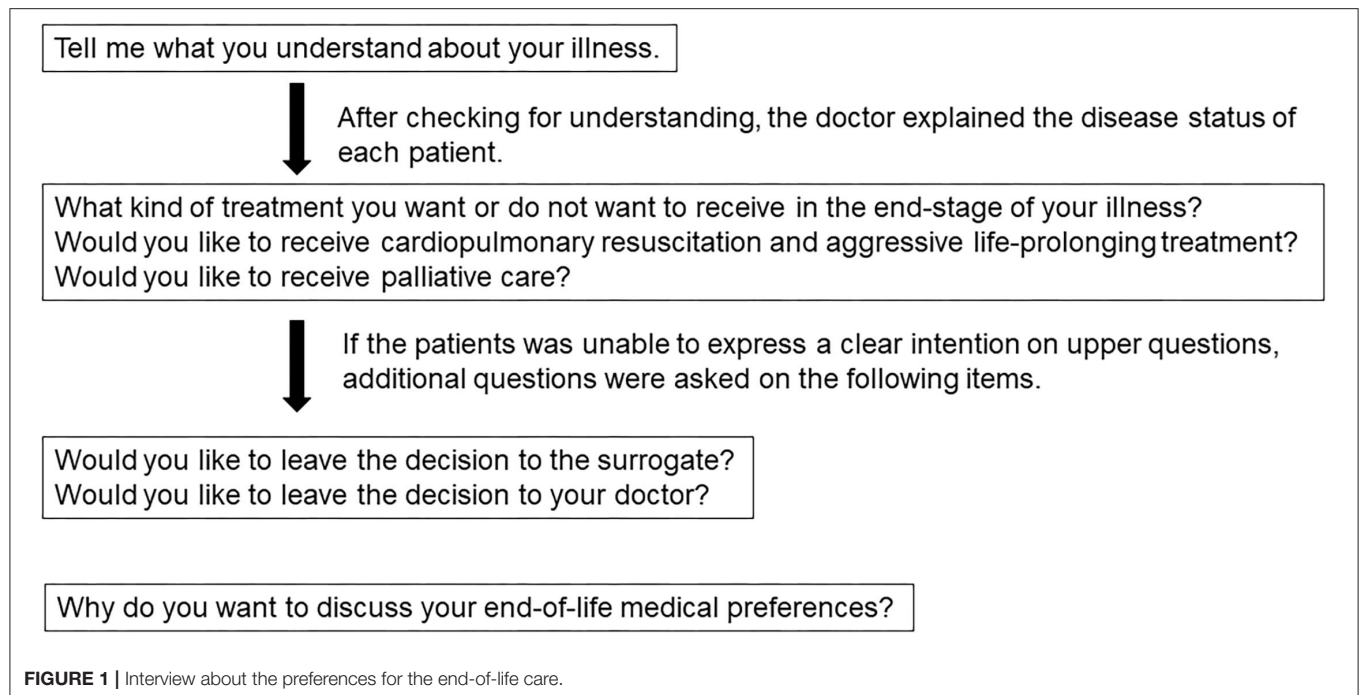 Tell me what you understand about your illness.
After checking for understanding, the doctor explained the disease status of
each patient.
What kind of treatment you want or do not want to receive in the end-stage of your illness?
Would you like to receive cardiopulmonary resuscitation and aggressive life-prolonging treatment?
Would you like to receive palliative care?
If the patients was unable to express a clear intention on upper questions,
additional questions were asked on the following items.
Would you like to leave the decision to the surrogate?
Would you like to leave the decision to your doctor?
Why do you want to discuss your end-of-life medical preferences?
FIGURE 1 | Interview about the preferences for the end-of-life care.